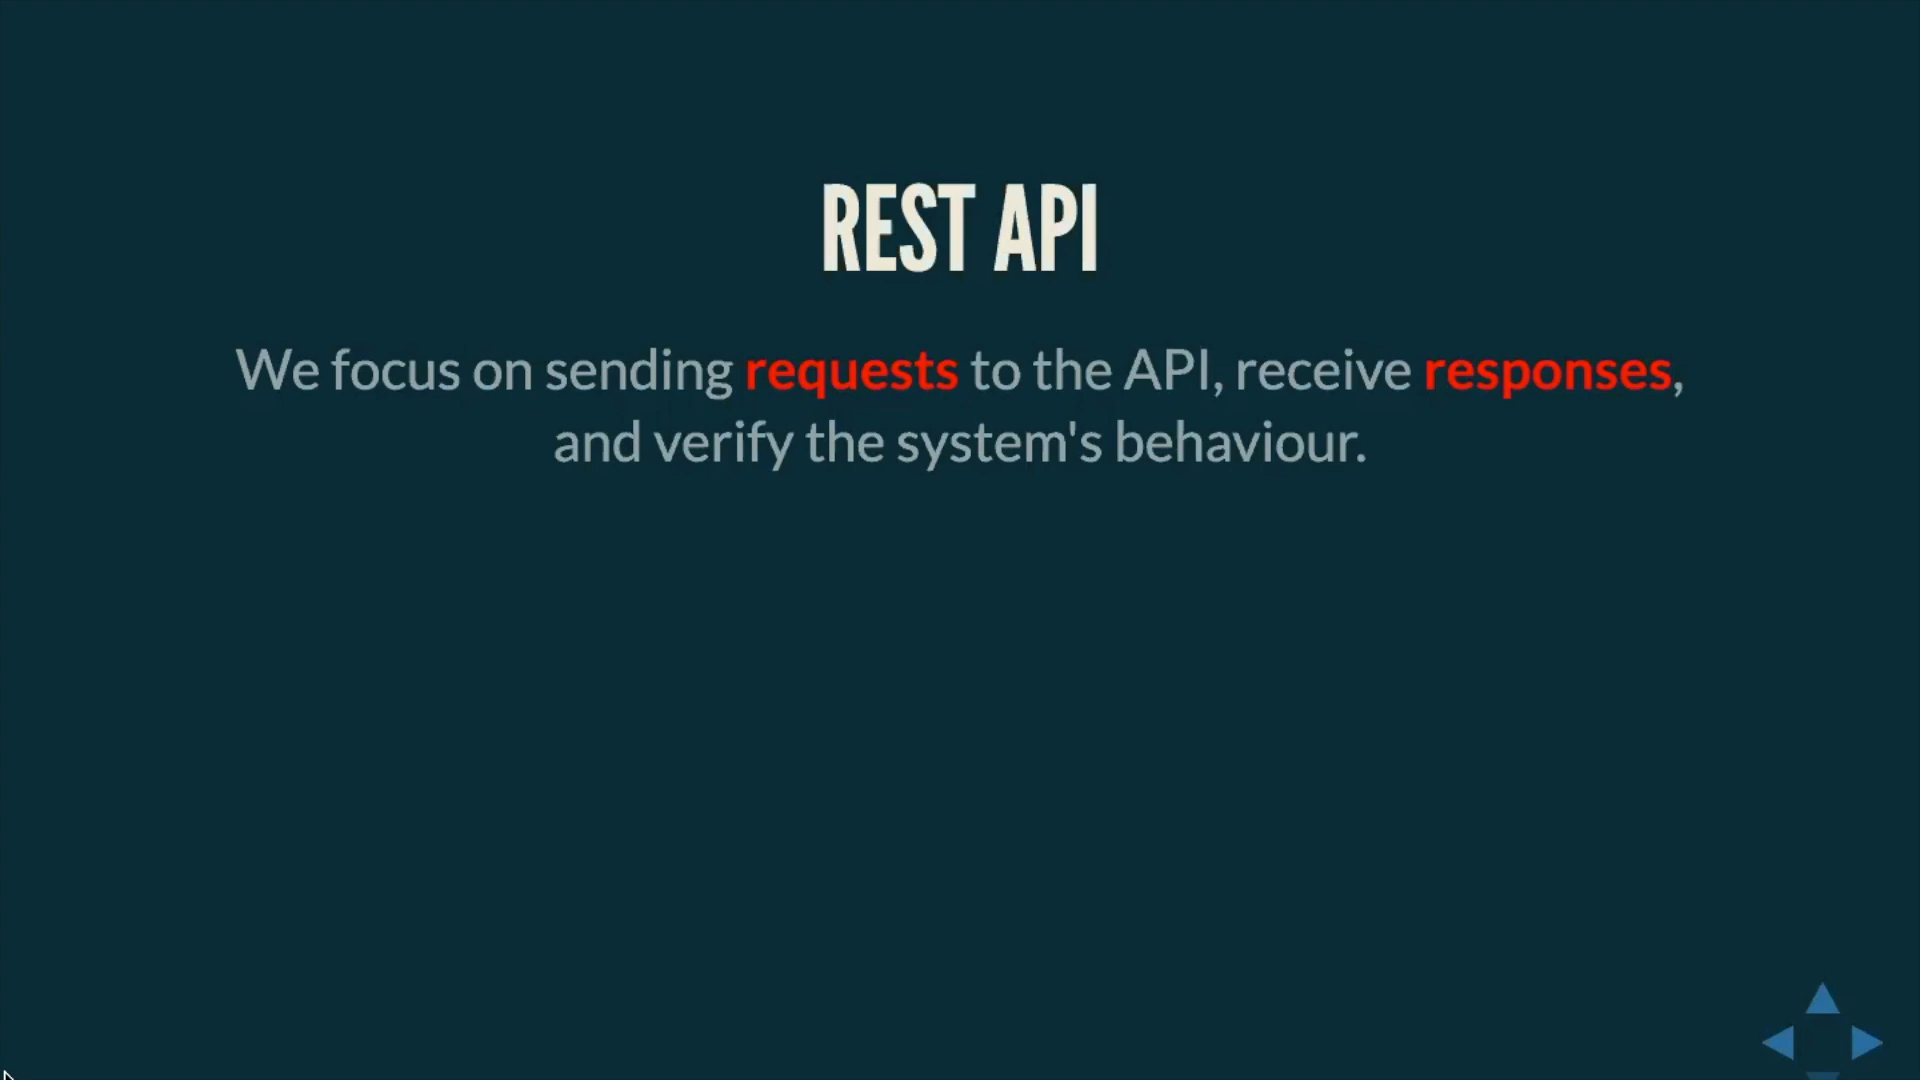 REST API
We focus on sending requests to the API, receive responses,
and verify the system's behaviour.